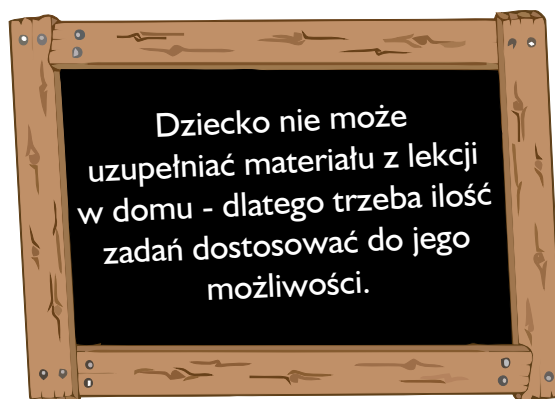 Dziecko nie może
uzupełniać materiału z lekcji
w domu - dlatego trzeba ilość
zadań dostosować do jego
możliwości.